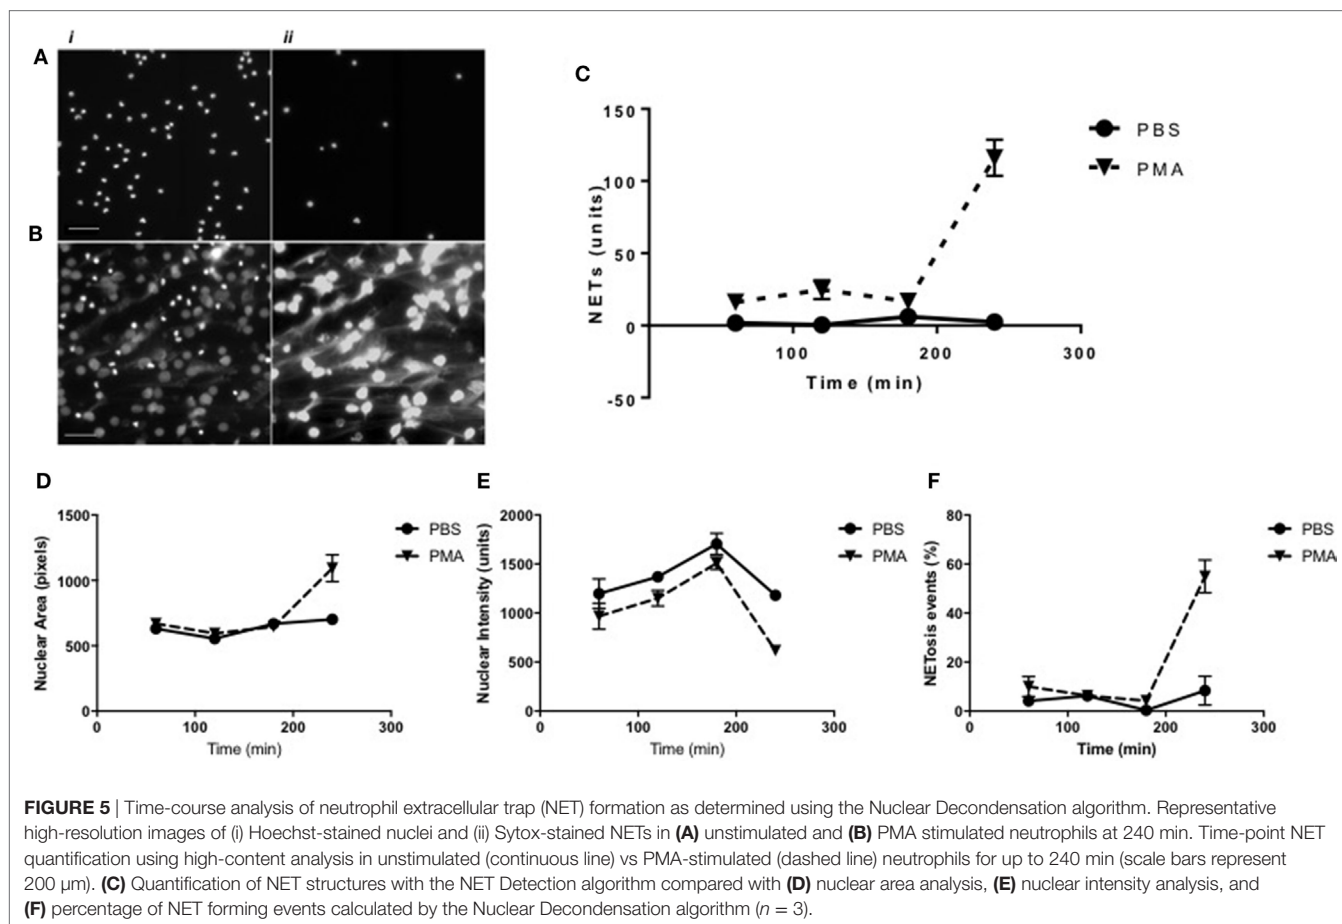 i
ii
A
B
C
150
100
50
0
-50
NETs (units)
100
200
300
Time (min)
PBS
PMA
D
1500
1000
500
0
Nuclear Area (pixels)
0
100
200
300
Time (min)
PBS
PMA
E
2000
1500
1000
500
0
Nuclear Intensity (units)
0
100
200
300
Time (min)
PBS
PMA
F
80
60
40
20
0
NETosis events (%)
0
100
200
300
Time (min)
PBS
PMA
FIGURE 5 | Time-course analysis of neutrophil extracellular trap (NET) formation as determined using the Nuclear Decondensation algorithm. Representative
high-resolution images of (i) Hoechst-stained nuclei and (ii) Sytox-stained NETs in (A) unstimulated and (B) PMA stimulated neutrophils at 240 min. Time-point NET
quantification using high-content analysis in unstimulated (continuous line) vs PMA-stimulated (dashed line) neutrophils for up to 240 min (scale bars represent
200 µm). (C) Quantification of NET structures with the NET Detection algorithm compared with (D) nuclear area analysis, (E) nuclear intensity analysis, and
(F) percentage of NET forming events calculated by the Nuclear Decondensation algorithm (n = 3).